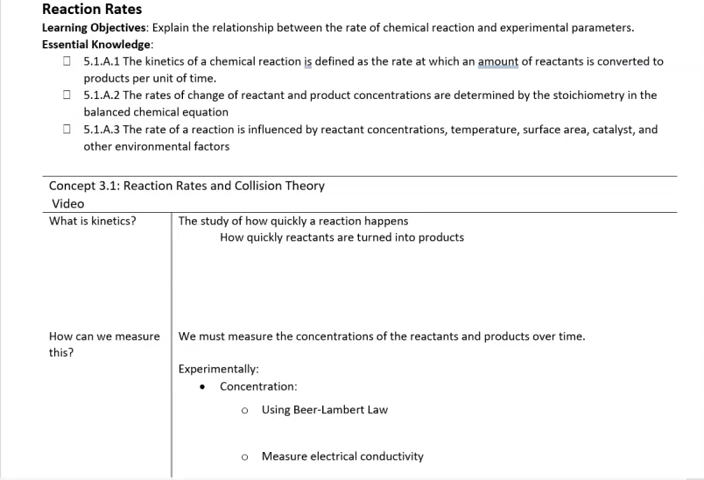 Reaction Rates
Learning Objectives: Explain the relationship between the rate of chemical reaction and experimental parameters.
Essential Knowledge:
☐ 5.1.A.1 The kinetics of a chemical reaction is defined as the rate at which an amount of reactants is converted to
products per unit of time.
☐ 5.1.A.2 The rates of change of reactant and product concentrations are determined by the stoichiometry in the
balanced chemical equation
☐ 5.1.A.3 The rate of a reaction is influenced by reactant concentrations, temperature, surface area, catalyst, and
other environmental factors
Concept 3.1: Reaction Rates and Collision Theory
Video
What is kinetics?
The study of how quickly a reaction happens
How quickly reactants are turned into products
How can we measure
this?
We must measure the concentrations of the reactants and products over time.
Experimentally:
• Concentration:
o Using Beer-Lambert Law
o Measure electrical conductivity